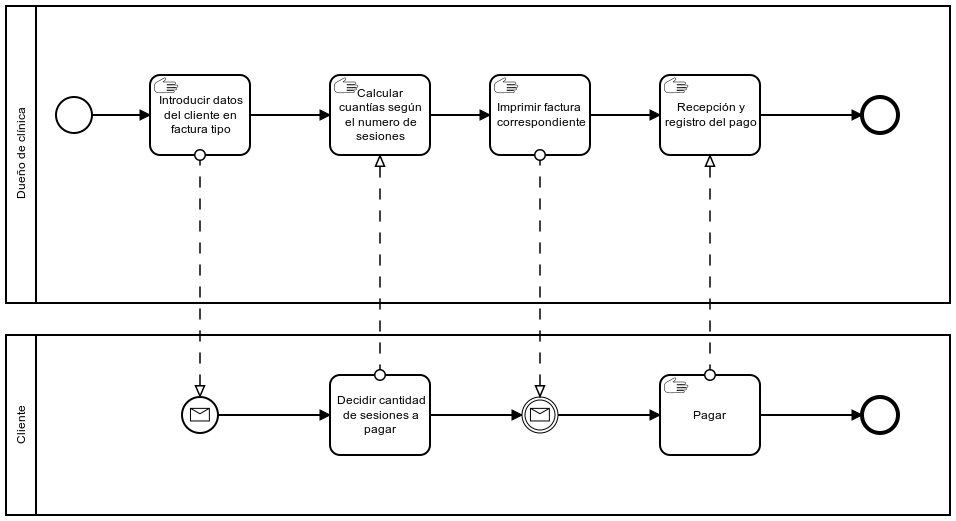 Dueño de clínica
Introducir datos
del cliente en
factura tipo
Calcular
cuantías según
el numero de
sesiones
Imprimir factura
correspondiente
Recepción y
registro del pago
Cliente
Decidir cantidad
de sesiones a
pagar
Pagar